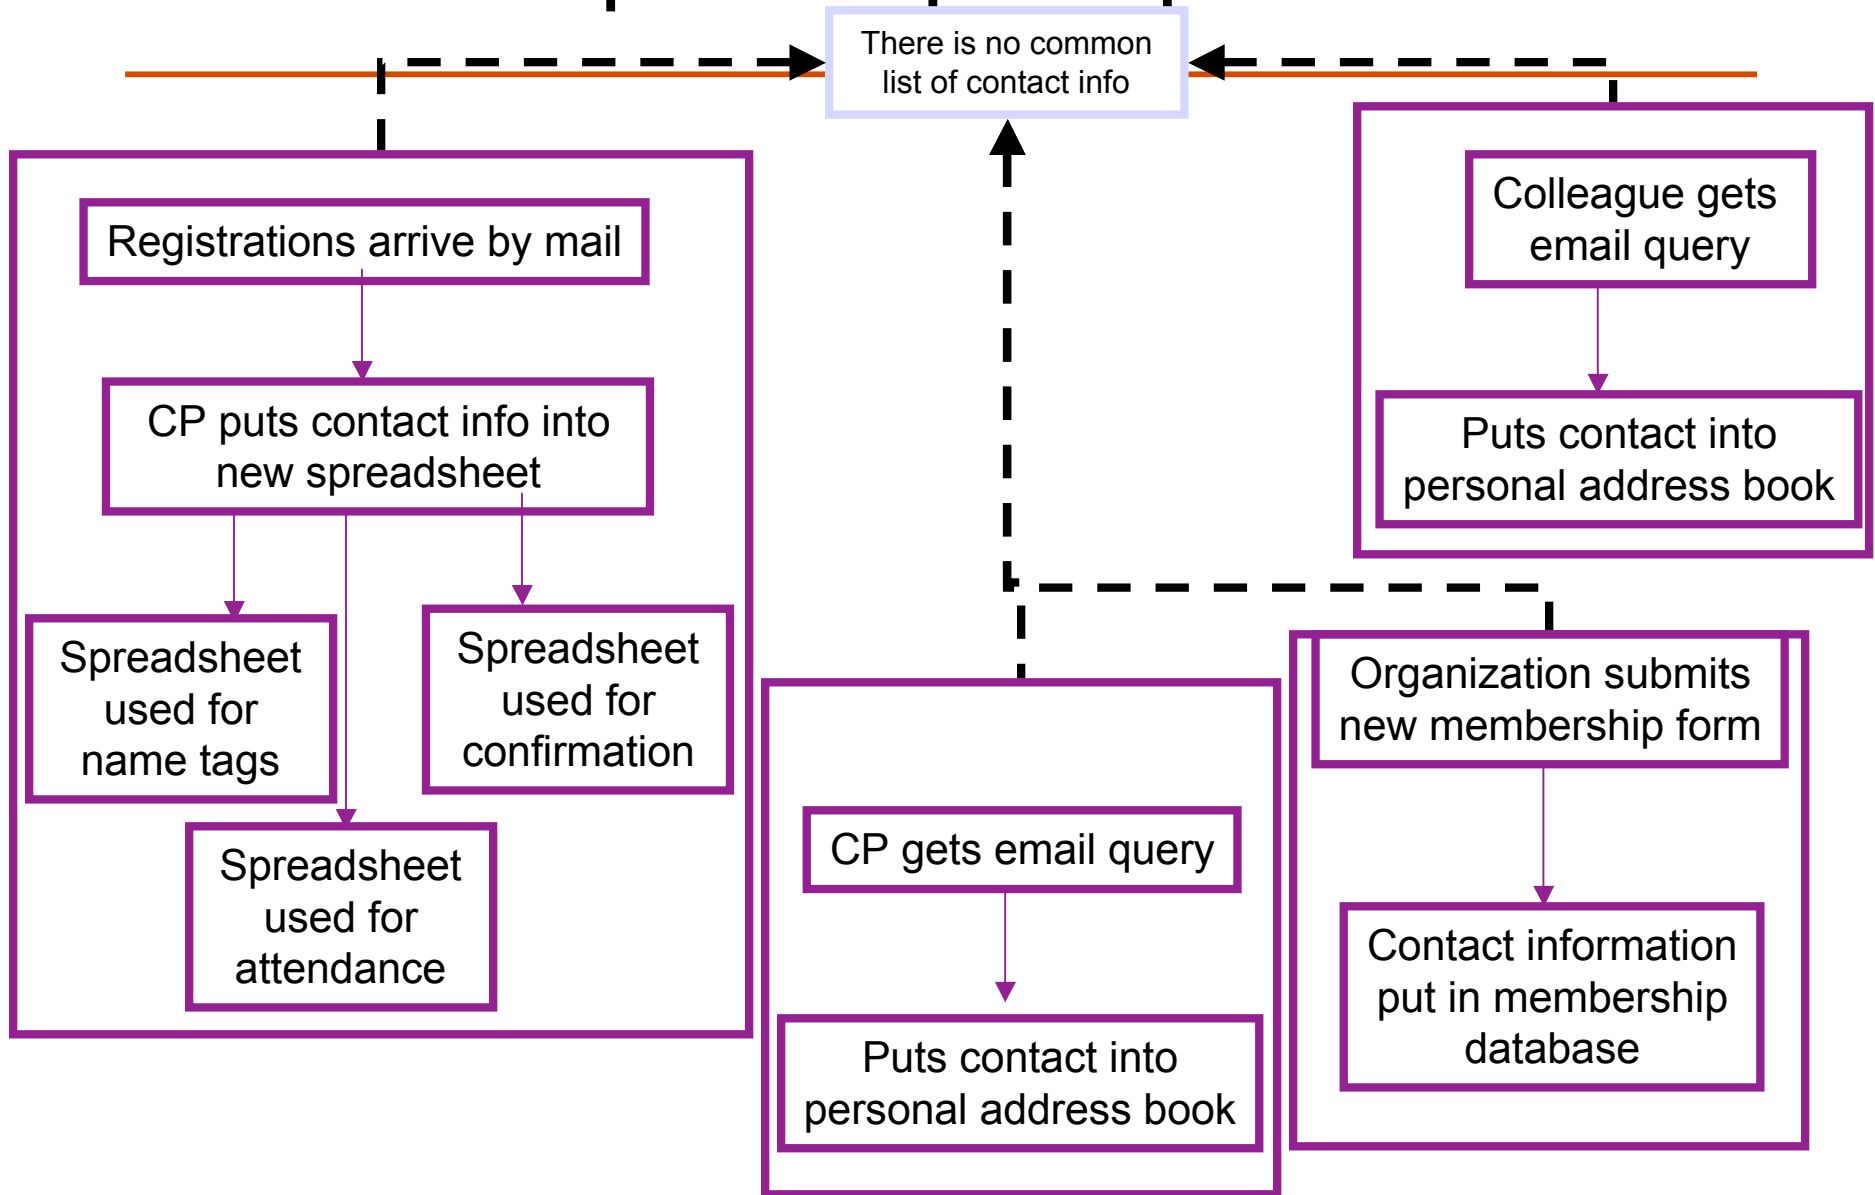 There is no common
list of contact info
Registrations arrive by mail
CP puts contact info into
new spreadsheet
Spreadsheet
used for
name tags
Spreadsheet
used for
confirmation
Spreadsheet
used for
attendance
CP gets email query
Puts contact into
personal address book
Colleague gets
email query
Puts contact into
personal address book
Organization submits
new membership form
Contact information
put in membership
database